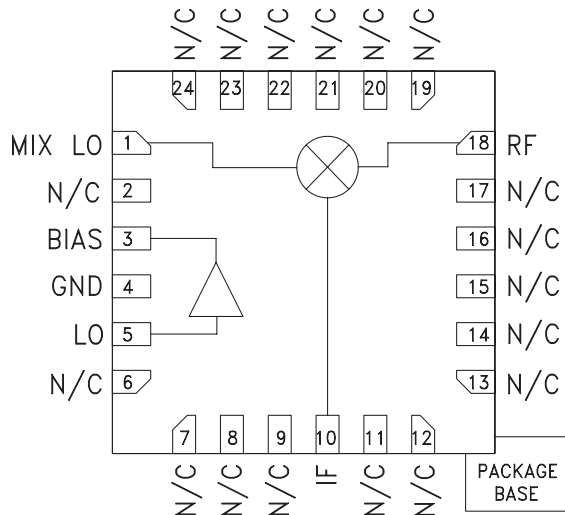 N/C N/C N/C N/C N/C N/C
24 23 22 21 20 19
MIX LO 1 18 RF
N/C 2 17 N/C
BIAS 3 16 N/C
GND 4 15 N/C
LO 5 14 N/C
N/C 6 13 N/C
7 8 9 10 11 12
N/C N/C N/C IF N/C N/C
PACKAGE
BASE